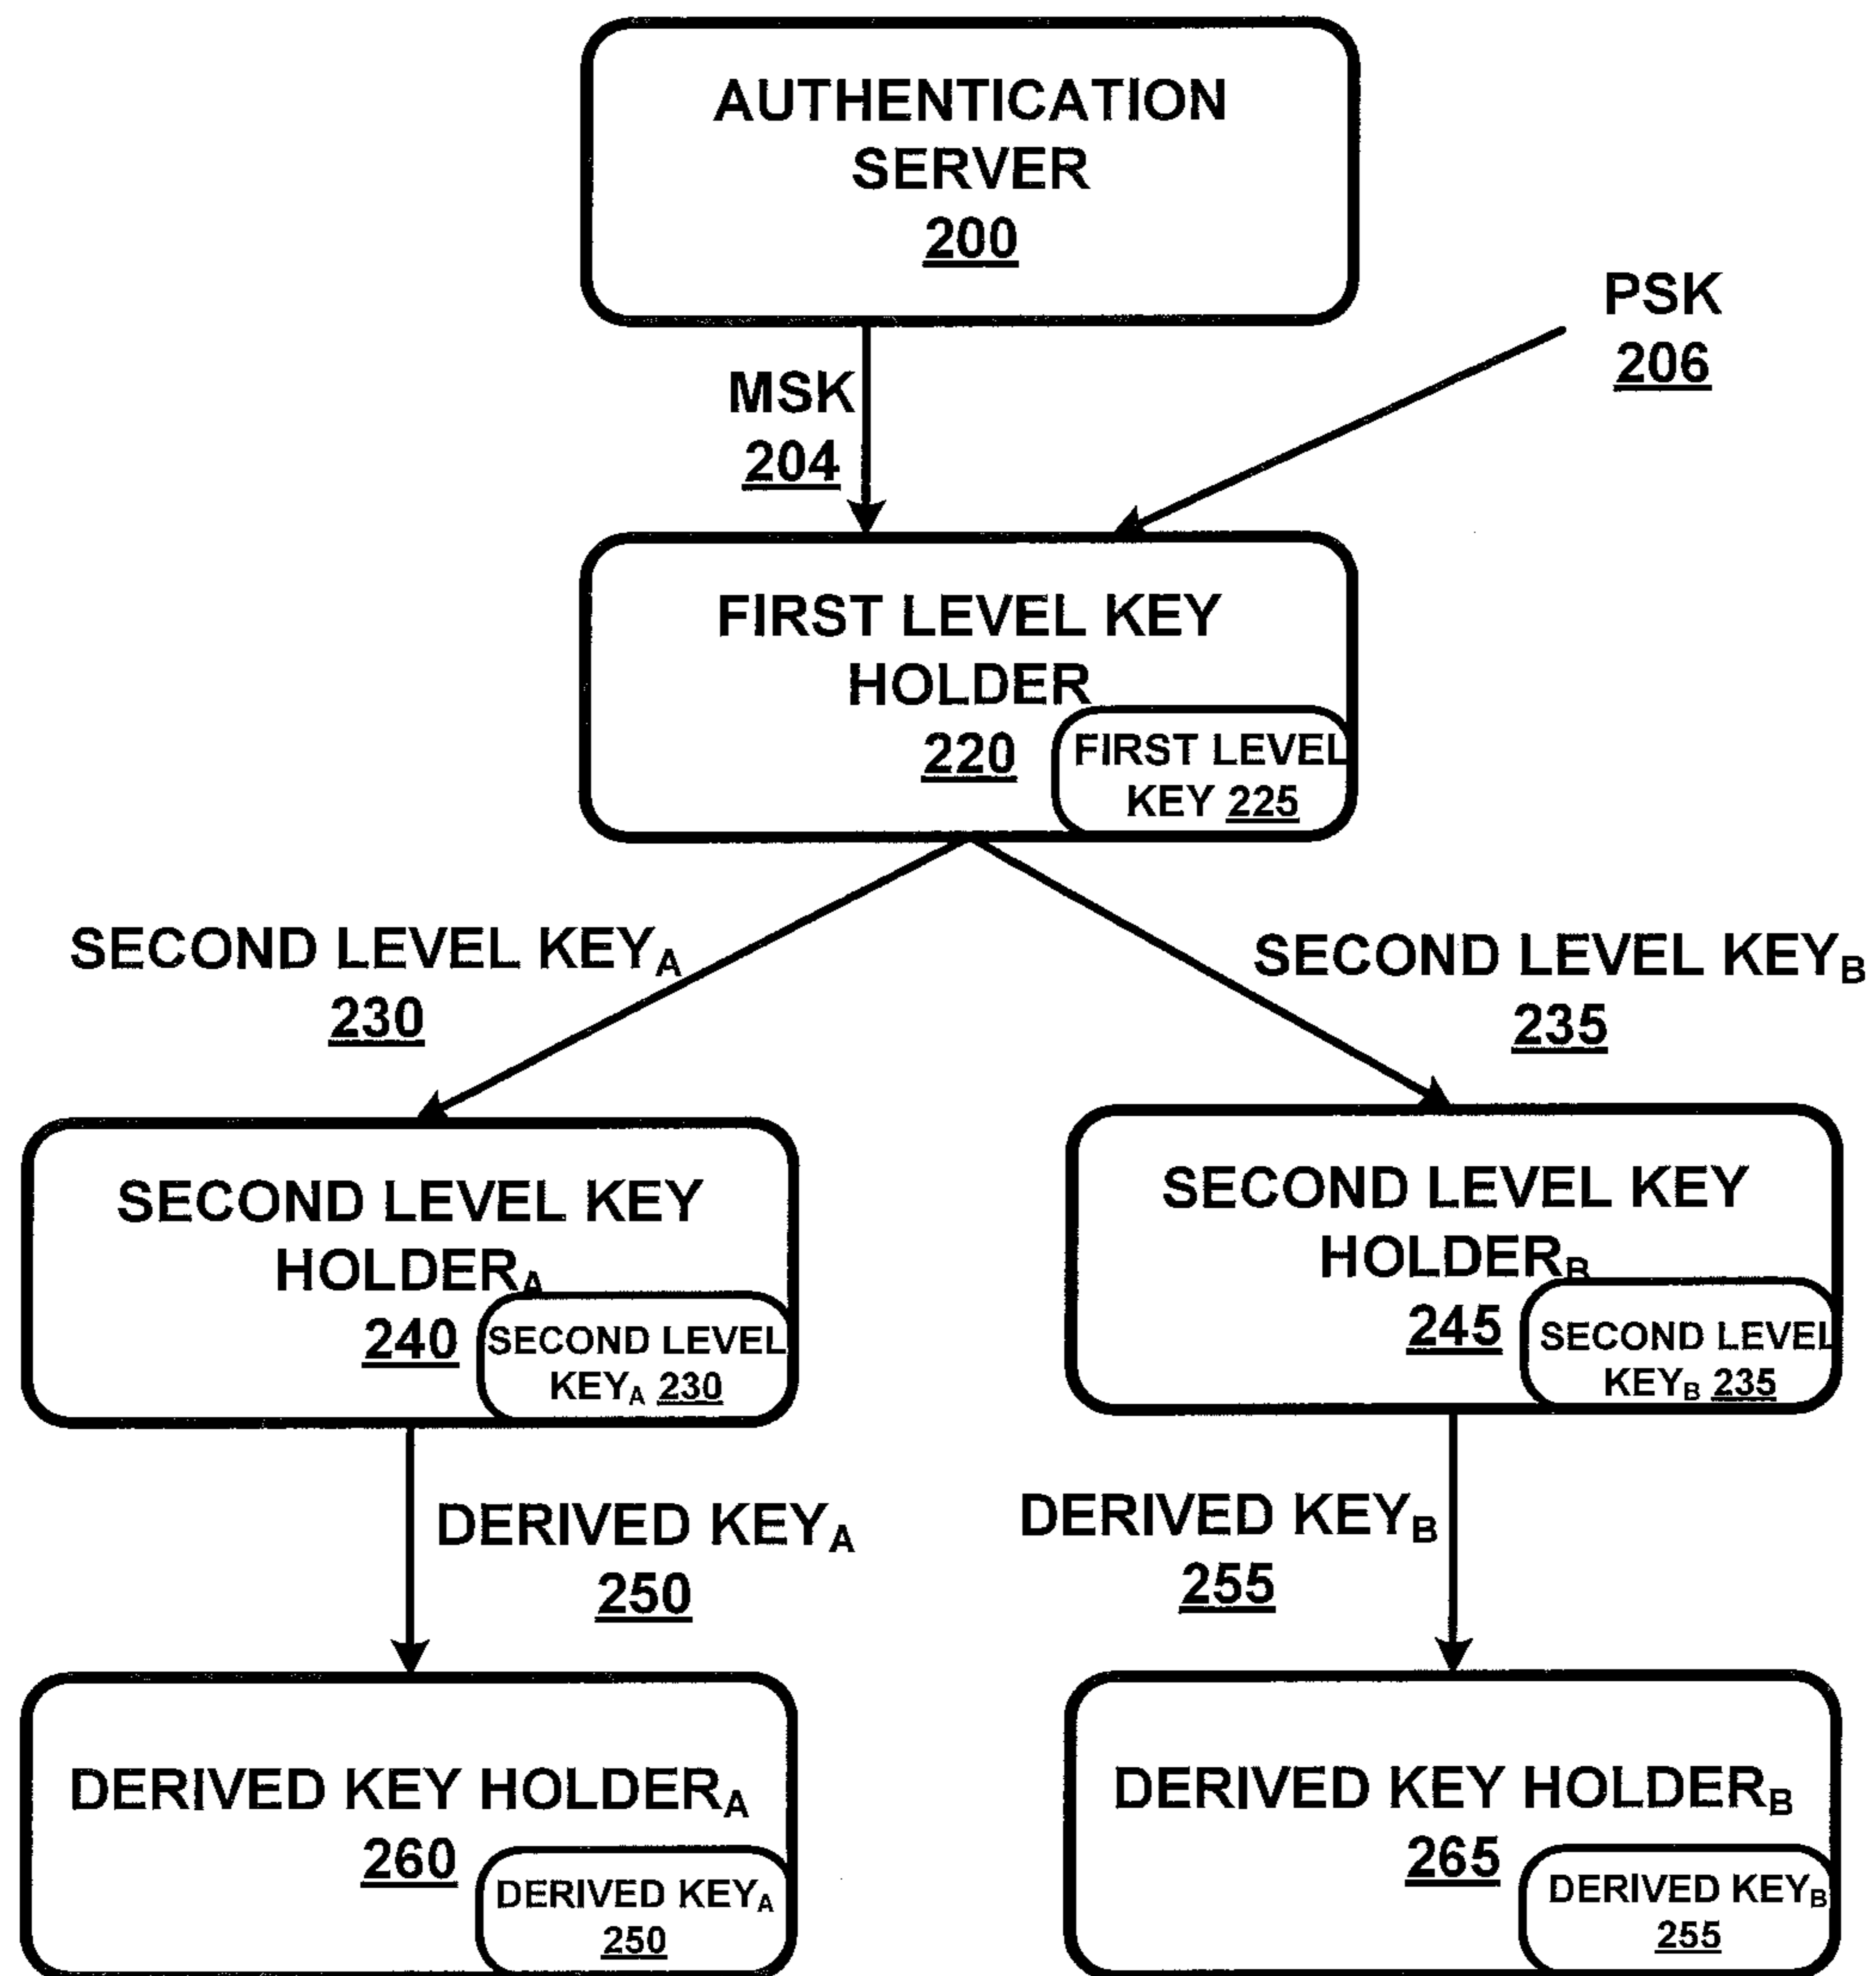 AUTHENTICATION
SERVER
200
PSK
206
MSK
204
FIRST LEVEL KEY
HOLDER
220
FIRST LEVEL
KEY 225
SECOND LEVEL KEYA
230
SECOND LEVEL KEYB
235
SECOND LEVEL KEY
HOLDERA
240
SECOND LEVEL
KEYA 230
SECOND LEVEL KEY
HOLDERB
245
SECOND LEVEL
KEYB 235
DERIVED KEYA
250
DERIVED KEYB
255
DERIVED KEY HOLDERA
260
DERIVED KEYA
250
DERIVED KEY HOLDERB
265
DERIVED KEYB
255